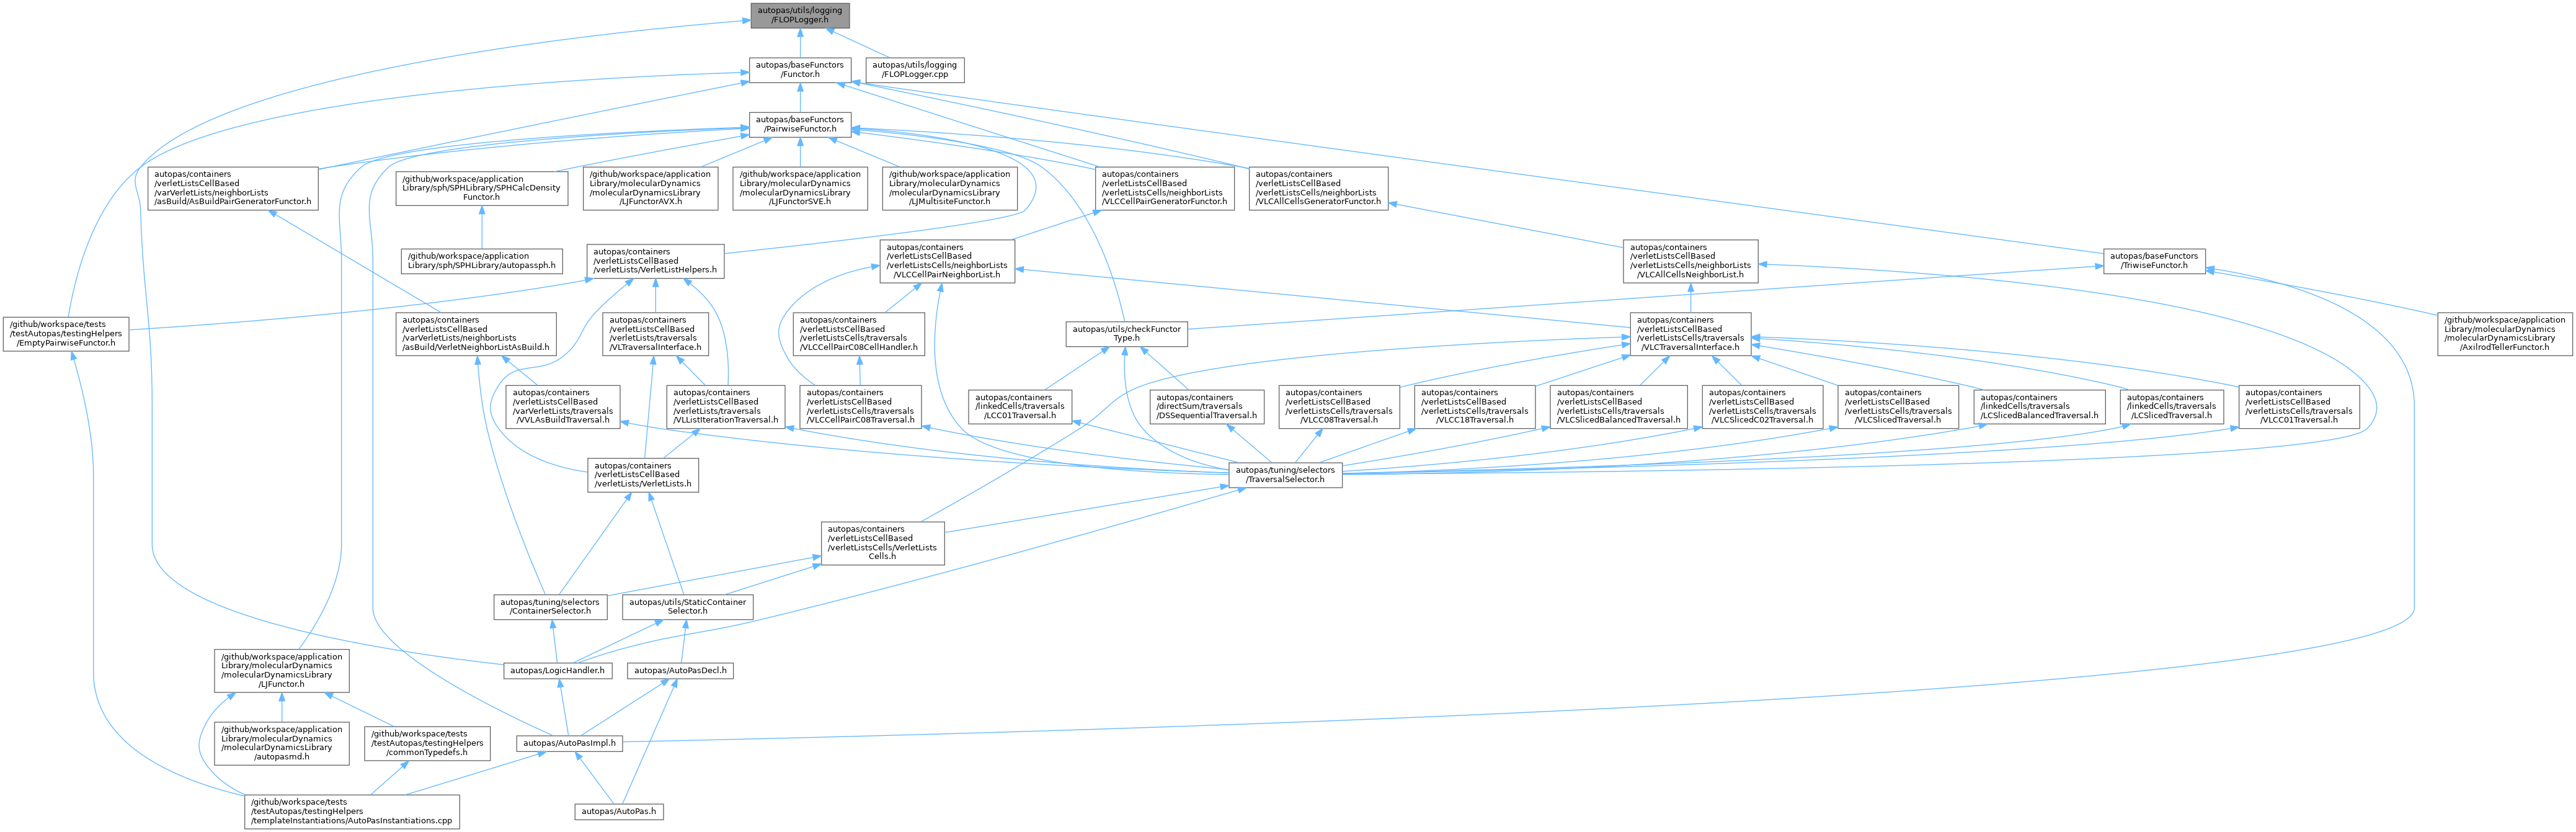 autopas/utils/logging
/FLOPLogger.h
autopas/baseFunctors
/Functor.h
autopas/utils/logging
/FLOPLogger.cpp
autopas/baseFunctors
/PairwiseFunctor.h
autopas/containers
/verletListsCellBased
/varVerletLists/neighborLists
/asBuild/AsBuildPairGeneratorFunctor.h
/github/workspace/application
Library/sph/SPHLibrary/SPHCalcDensity
Functor.h
/github/workspace/application
Library/molecularDynamics
/molecularDynamicsLibrary
/LJFunctorAVX.h
/github/workspace/application
Library/molecularDynamics
/molecularDynamicsLibrary
/LJFunctorSVE.h
/github/workspace/application
Library/molecularDynamics
/molecularDynamicsLibrary
/LJMultisiteFunctor.h
autopas/containers
/verletListsCellBased
/verletListsCells/neighborLists
/VLCCellPairGeneratorFunctor.h
autopas/containers
/verletListsCellBased
/verletListsCells/neighborLists
/VLCAllCellsGeneratorFunctor.h
/github/workspace/application
Library/sph/SPHLibrary/autopassph.h
autopas/containers
/verletListsCellBased
/verletLists/VerletListHelpers.h
autopas/containers
/verletListsCellBased
/verletListsCells/neighborLists
/VLCCellPairNeighborList.h
autopas/containers
/verletListsCellBased
/verletListsCells/neighborLists
/VLCAllCellsNeighborList.h
autopas/baseFunctors
/TriwiseFunctor.h
/github/workspace/tests
/testAutopas/testingHelpers
/EmptyPairwiseFunctor.h
autopas/containers
/verletListsCellBased
/varVerletLists/neighborLists
/asBuild/VerletNeighborListAsBuild.h
autopas/containers
/verletListsCellBased
/verletLists/traversals
/VLTraversalInterface.h
autopas/containers
/verletListsCellBased
/verletListsCells/traversals
/VLCCellPairC08CellHandler.h
autopas/utils/checkFunctor
Type.h
autopas/containers
/verletListsCellBased
/verletListsCells/traversals
/VLCTraversalInterface.h
/github/workspace/application
Library/molecularDynamics
/molecularDynamicsLibrary
/AxilrodTellerFunctor.h
autopas/containers
/verletListsCellBased
/varVerletLists/traversals
/VVLAsBuildTraversal.h
autopas/containers
/verletListsCellBased
/verletLists/traversals
/VLListIterationTraversal.h
autopas/containers
/verletListsCellBased
/verletListsCells/traversals
/VLCCellPairC08Traversal.h
autopas/containers
/linkedCells/traversals
/LCC01Traversal.h
autopas/containers
/directSum/traversals
/DSSequentialTraversal.h
autopas/containers
/verletListsCellBased
/verletListsCells/traversals
/VLCC08Traversal.h
autopas/containers
/verletListsCellBased
/verletListsCells/traversals
/VLCC18Traversal.h
autopas/containers
/verletListsCellBased
/verletListsCells/traversals
/VLCSlicedBalancedTraversal.h
autopas/containers
/verletListsCellBased
/verletListsCells/traversals
/VLCSlicedC02Traversal.h
autopas/containers
/verletListsCellBased
/verletListsCells/traversals
/VLCSlicedTraversal.h
autopas/containers
/linkedCells/traversals
/LCSlicedBalancedTraversal.h
autopas/containers
/linkedCells/traversals
/LCSlicedTraversal.h
autopas/containers
/verletListsCellBased
/verletListsCells/traversals
/VLCC01Traversal.h
autopas/containers
/verletListsCellBased
/verletLists/VerletLists.h
autopas/tuning/selectors
/TraversalSelector.h
autopas/containers
/verletListsCellBased
/verletListsCells/VerletLists
Cells.h
autopas/tuning/selectors
/ContainerSelector.h
autopas/utils/StaticContainer
Selector.h
/github/workspace/application
Library/molecularDynamics
/molecularDynamicsLibrary
/LJFunctor.h
autopas/LogicHandler.h
autopas/AutoPasDecl.h
/github/workspace/application
Library/molecularDynamics
/molecularDynamicsLibrary
/autopasmd.h
/github/workspace/tests
/testAutopas/testingHelpers
/commonTypedefs.h
autopas/AutoPasImpl.h
/github/workspace/tests
/testAutopas/testingHelpers
/templateInstantiations/AutoPasInstantiations.cpp
autopas/AutoPas.h